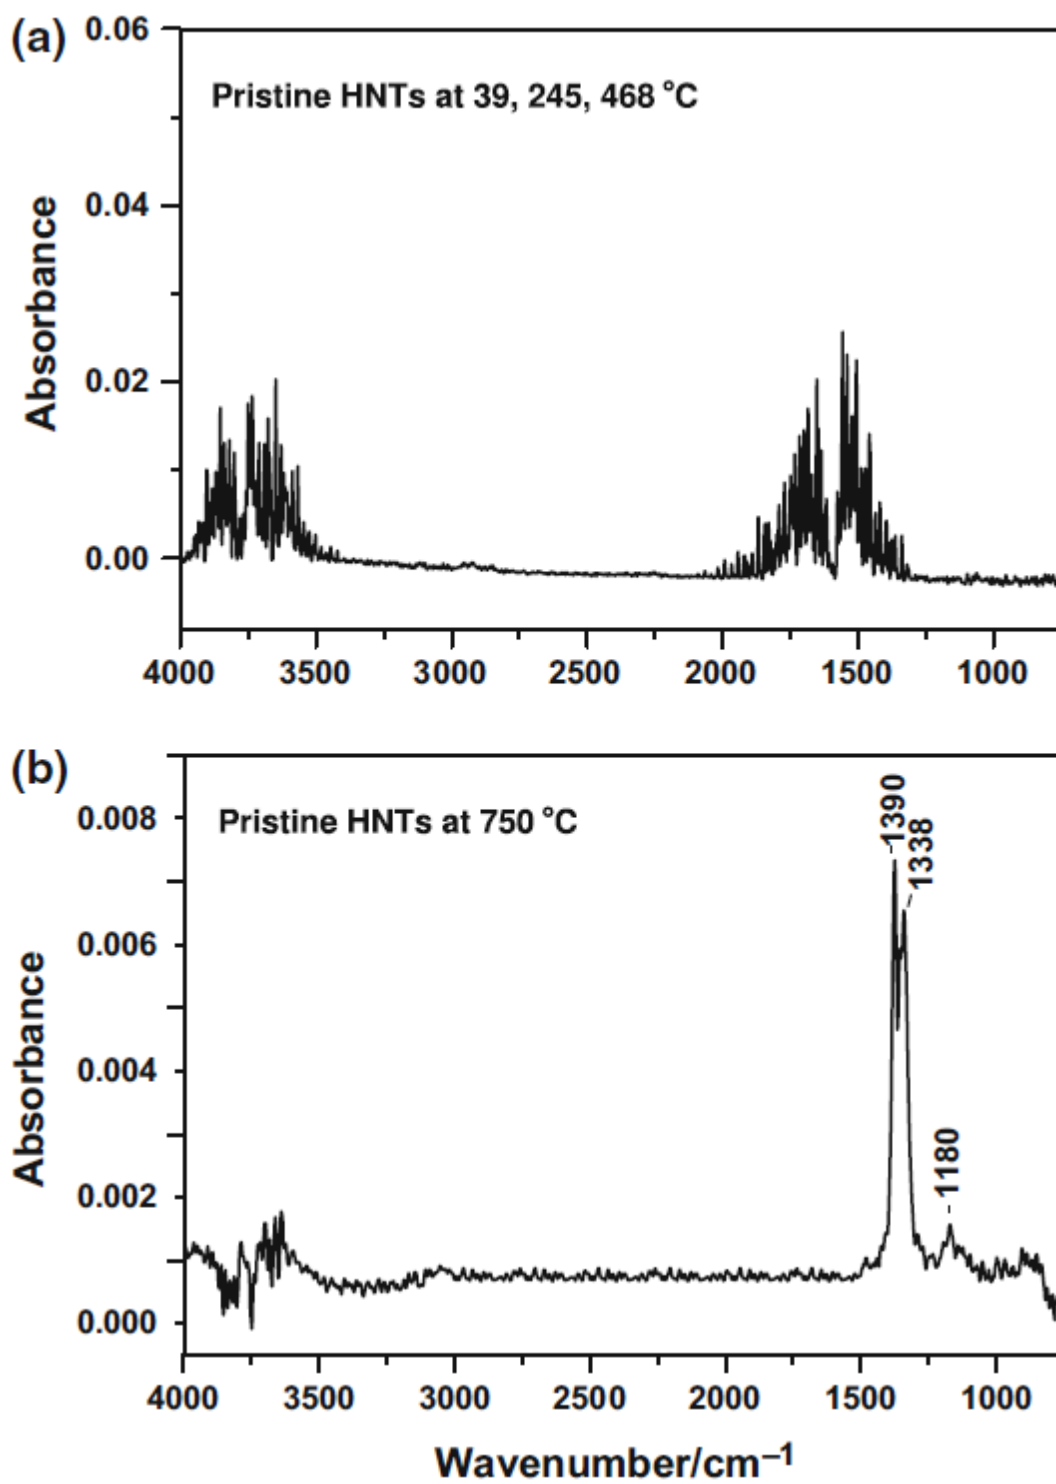 (a)
Pristine HNTs at 39, 245, 468 °C
Absorbance
0.06
0.04
0.02
0.00
4000 3500 3000 2500 2000 1500 1000
(b)
Pristine HNTs at 750 °C
Absorbance
0.008
0.006
0.004
0.002
0.000
1390
1338
1180
4000 3500 3000 2500 2000 1500 1000
Wavenumber/cm⁻¹